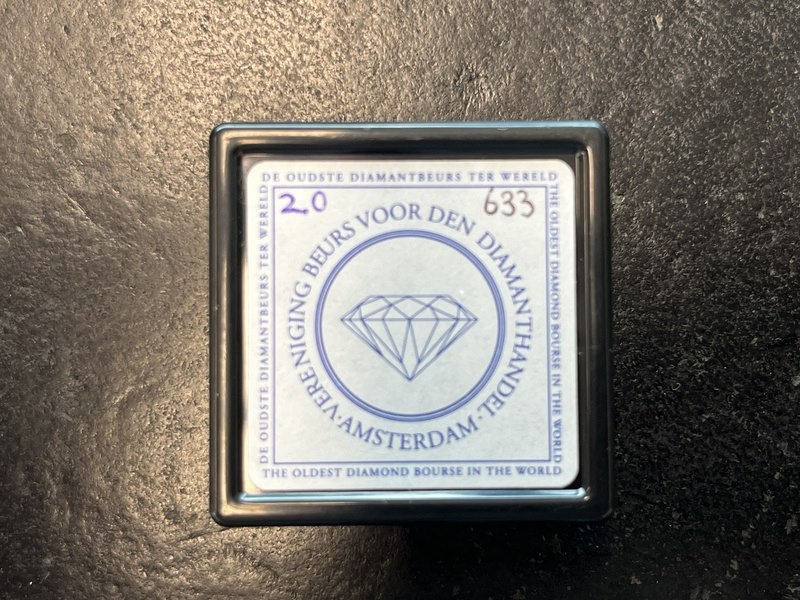 DE OUDSTE DIAMANTBEURS TER WERELD
2.0
633
DE OUDSTE DIAMANTBEURS TER WERELD
THE OLDEST DIAMOND BOURSE IN THE WORLD
VERENIGING BEURS VOOR DEN DIAMANTHANDEL
· AMSTERDAM ·
THE OLDEST DIAMOND BOURSE IN THE WORLD